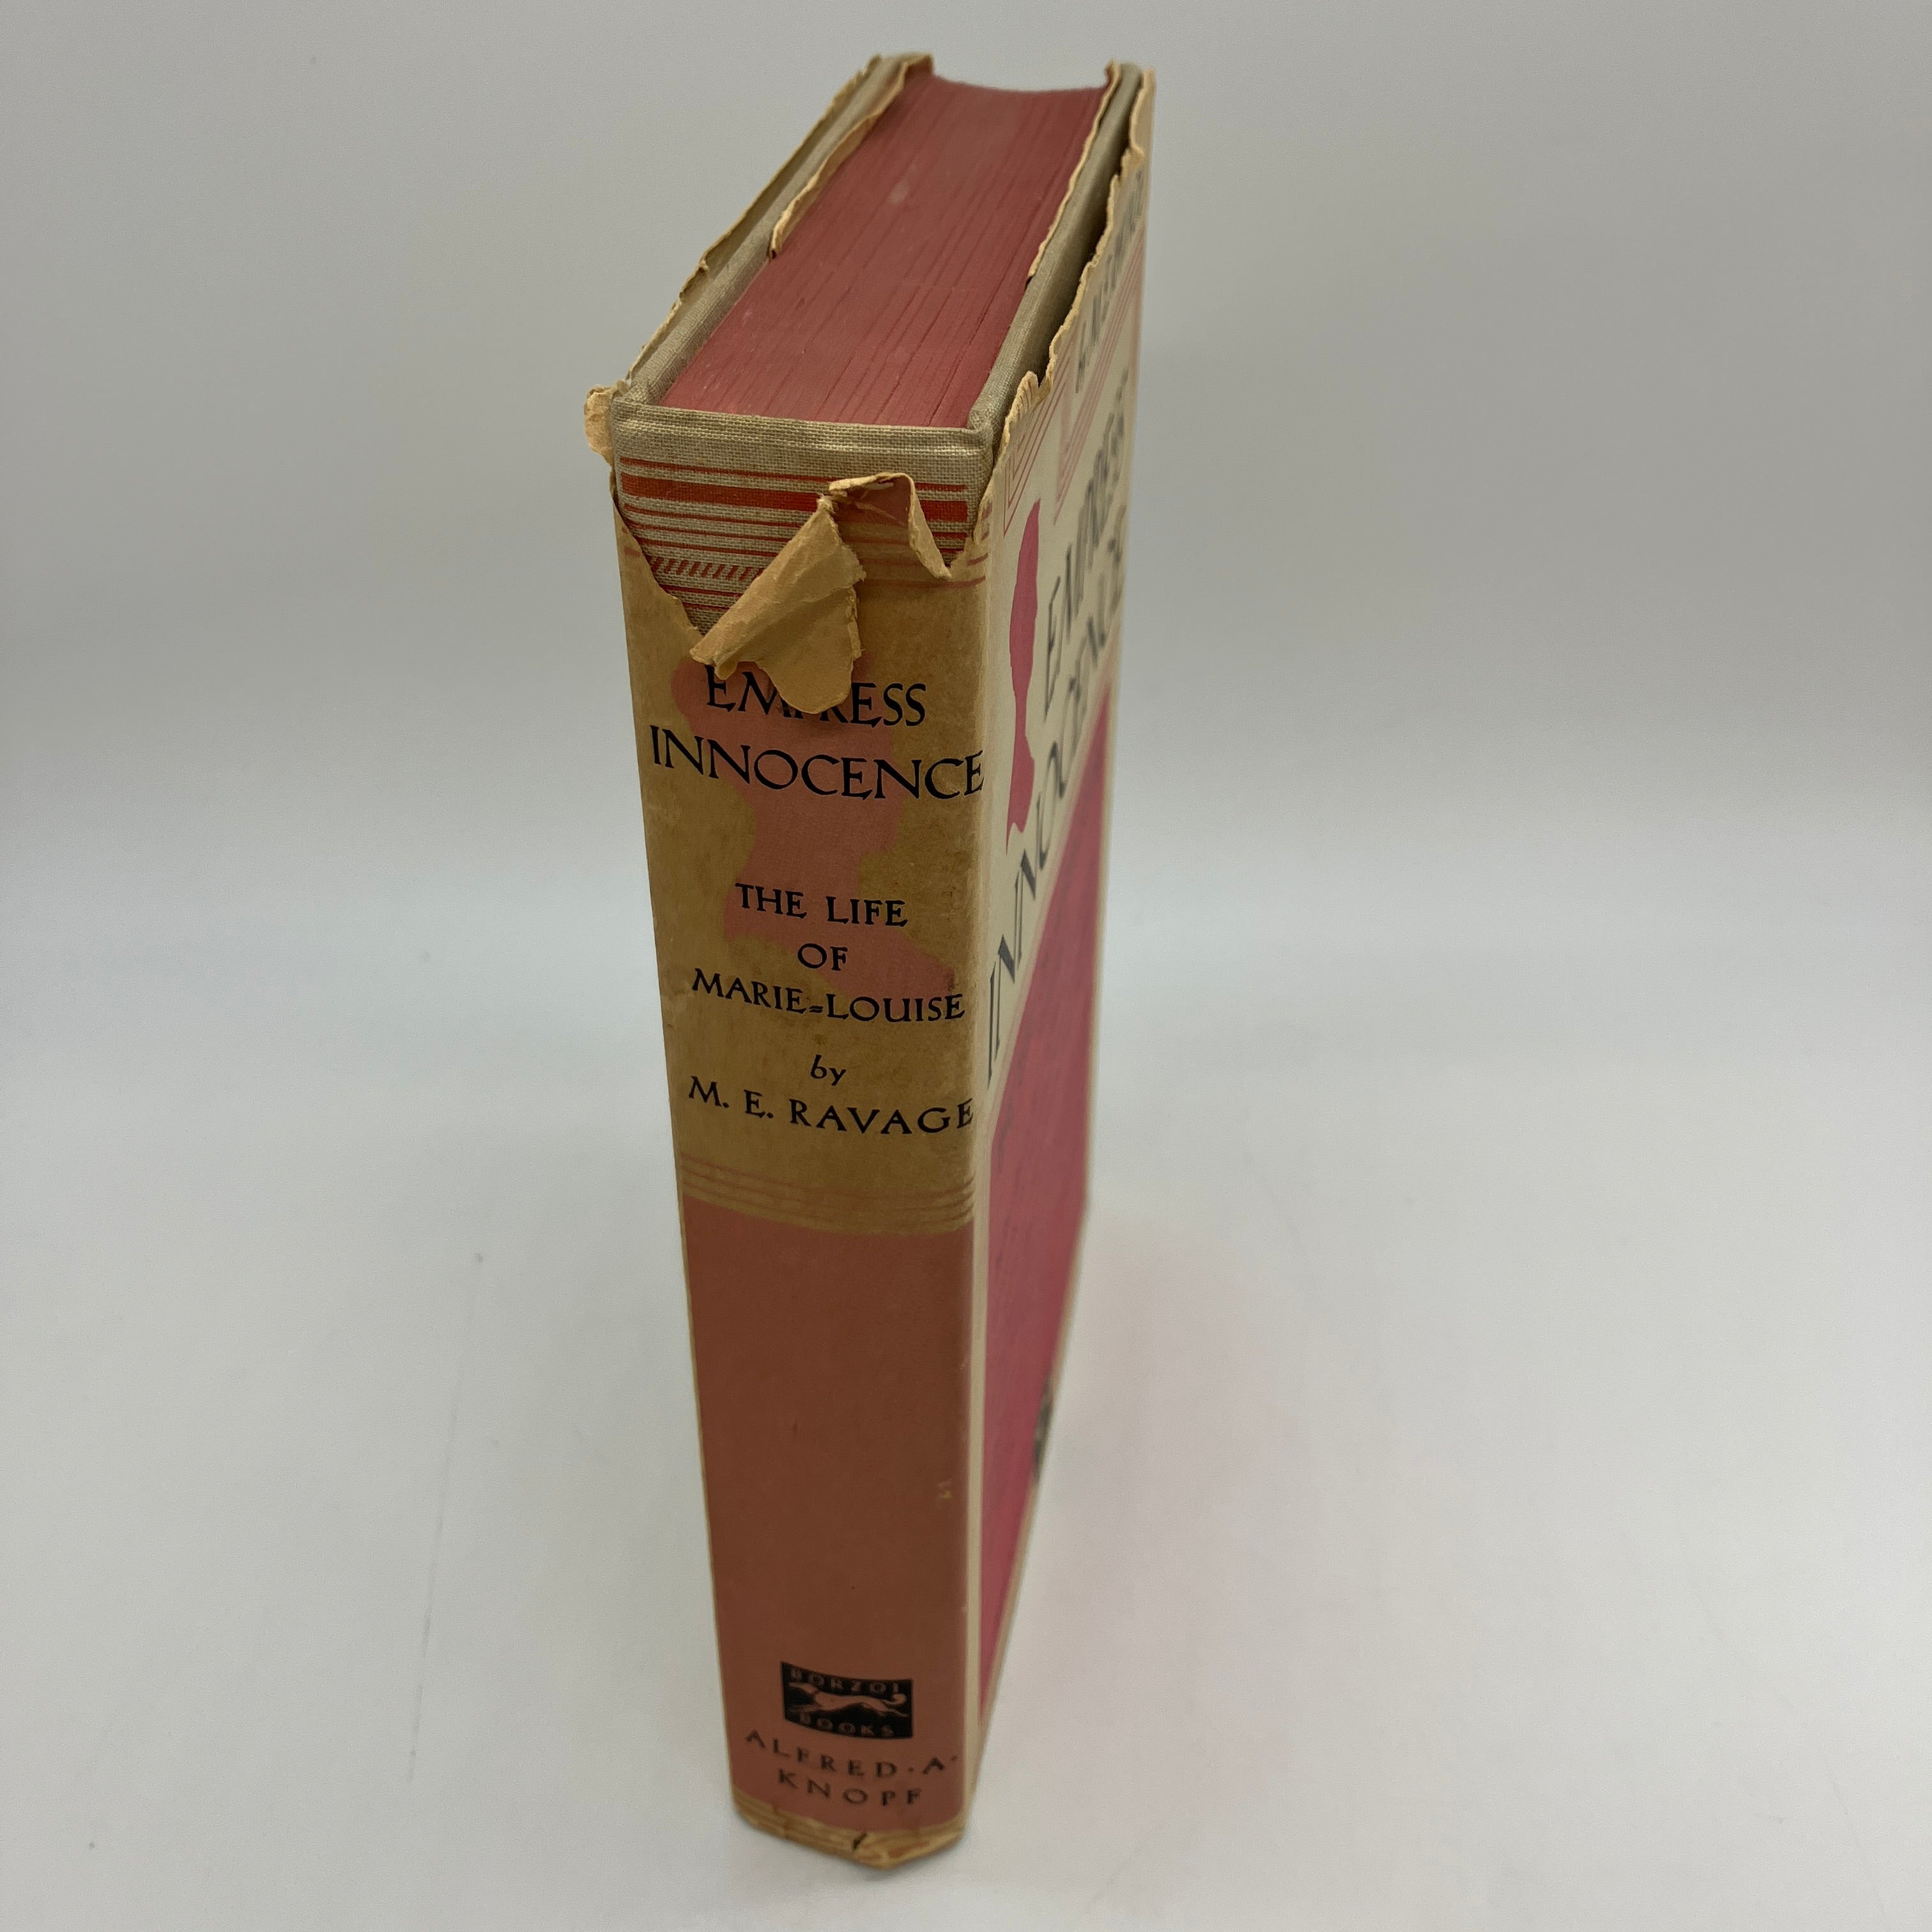 EMPRESS
INNOCENCE
THE LIFE
OF
MARIE=LOUISE
by
M. E. RAVAGE
BORZOI
BOOKS
ALFRED · A ·
KNOPF
EMPRESS
INNOCENCE